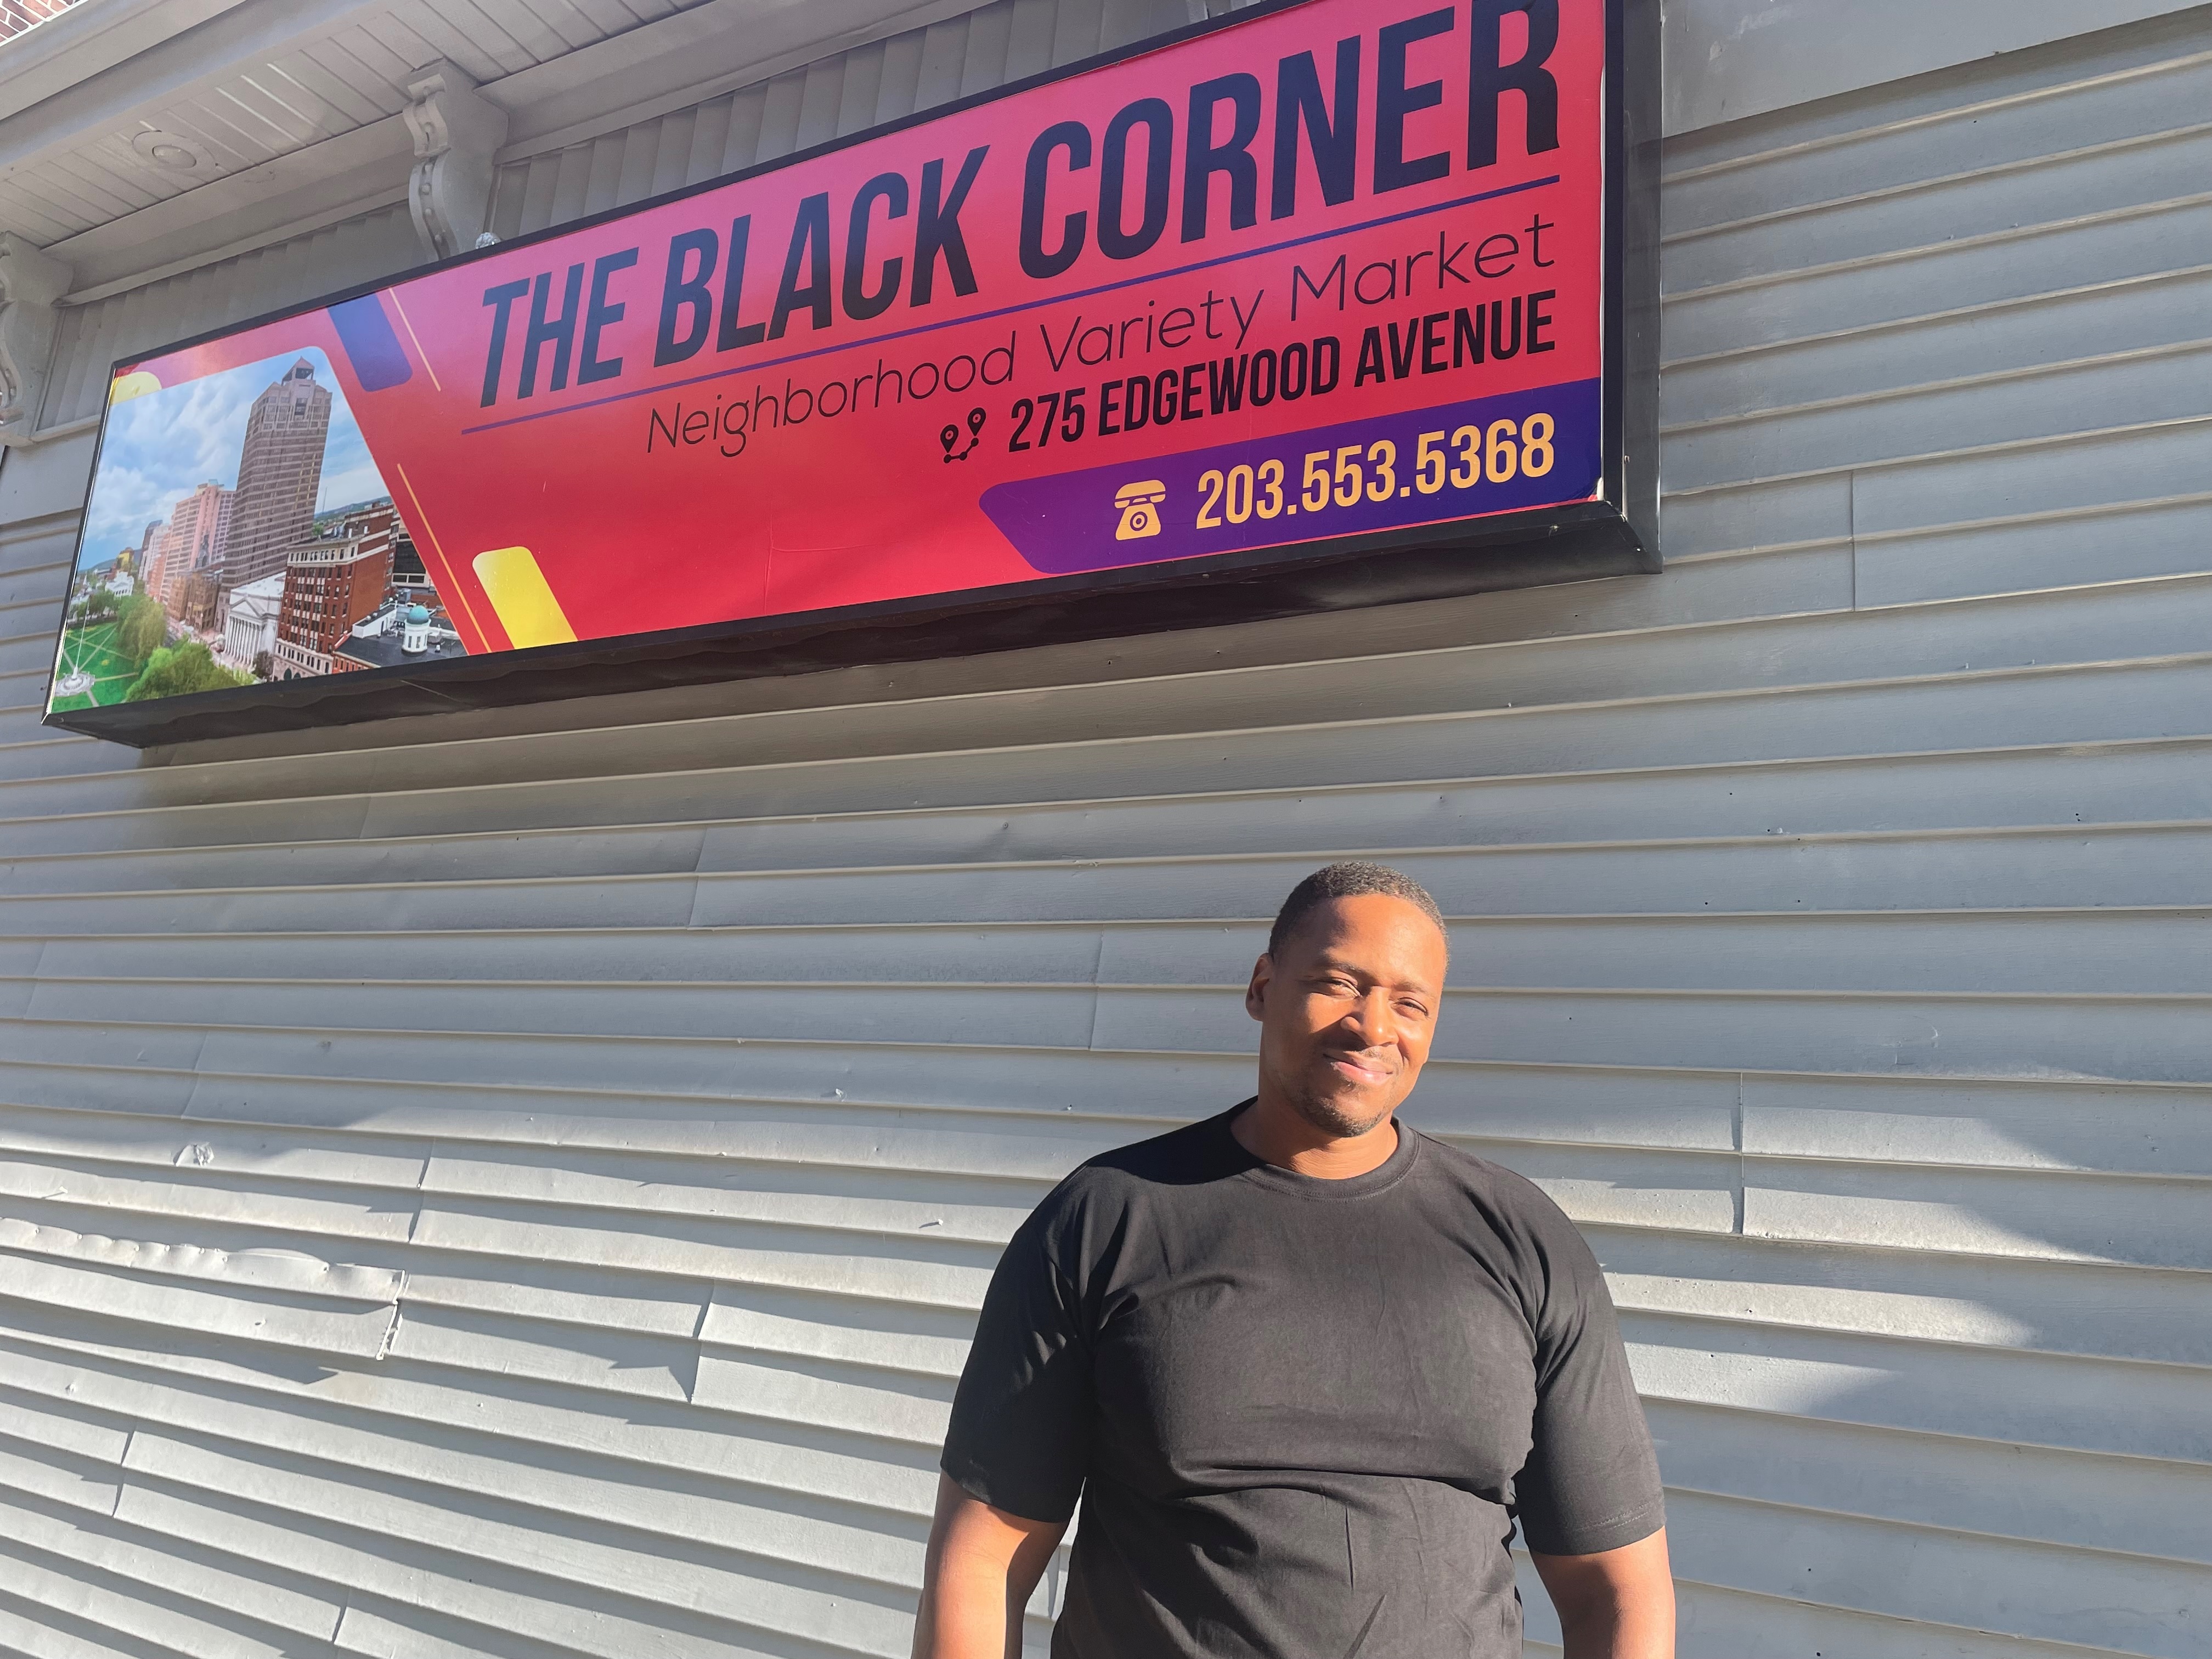 THE BLACK CORNER
Neighborhood Variety Market
275 EDGEWOOD AVENUE
203.553.5368